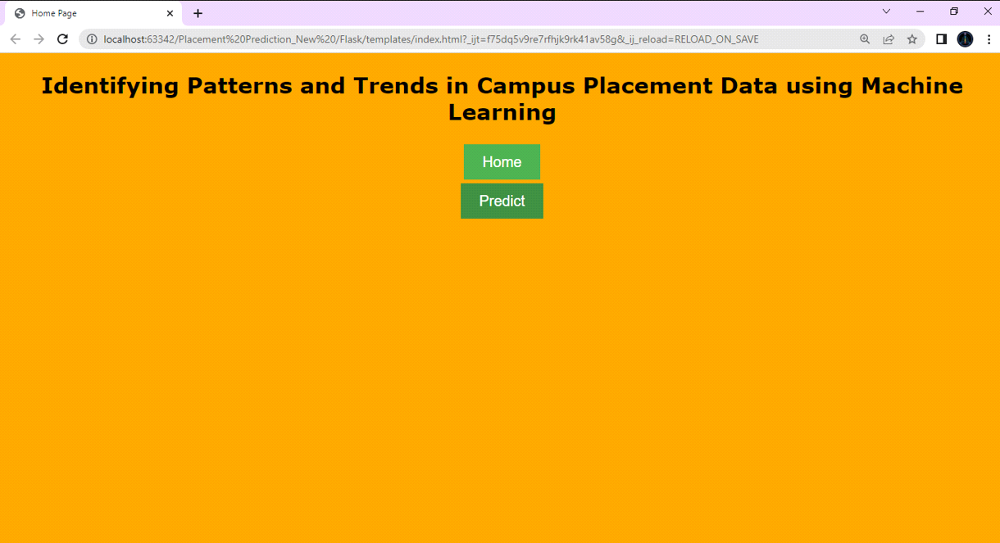 Home Page
localhost:63342/Placement%20Prediction_New%20/Flask/templates/index.html?_ijt=f75dq5v9re7rfhjk9rk41av58g&_ij_reload=RELOAD_ON_SAVE
Identifying Patterns and Trends in Campus Placement Data using Machine
Learning
Home
Predict